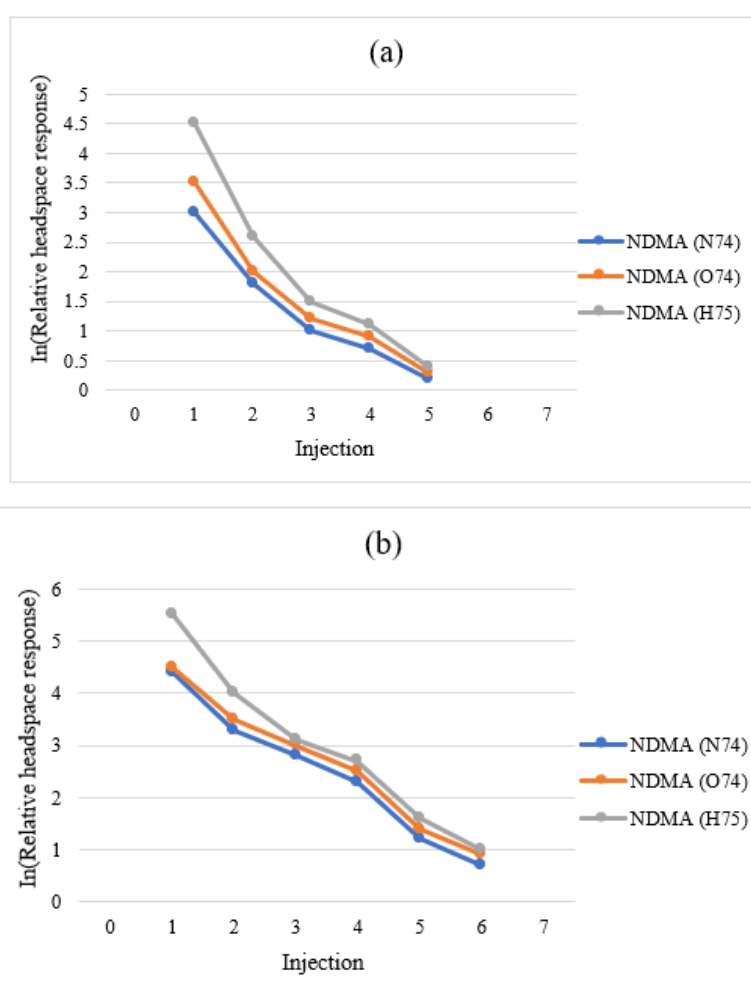 (a)
In(Relative headspace response)
5
4.5
4
3.5
3
2.5
2
1.5
1
0.5
0
0 1 2 3 4 5 6 7
Injection
NDMA (N74)
NDMA (O74)
NDMA (H75)
(b)
In(Relative headspace response)
6
5
4
3
2
1
0
0 1 2 3 4 5 6 7
Injection
NDMA (N74)
NDMA (O74)
NDMA (H75)